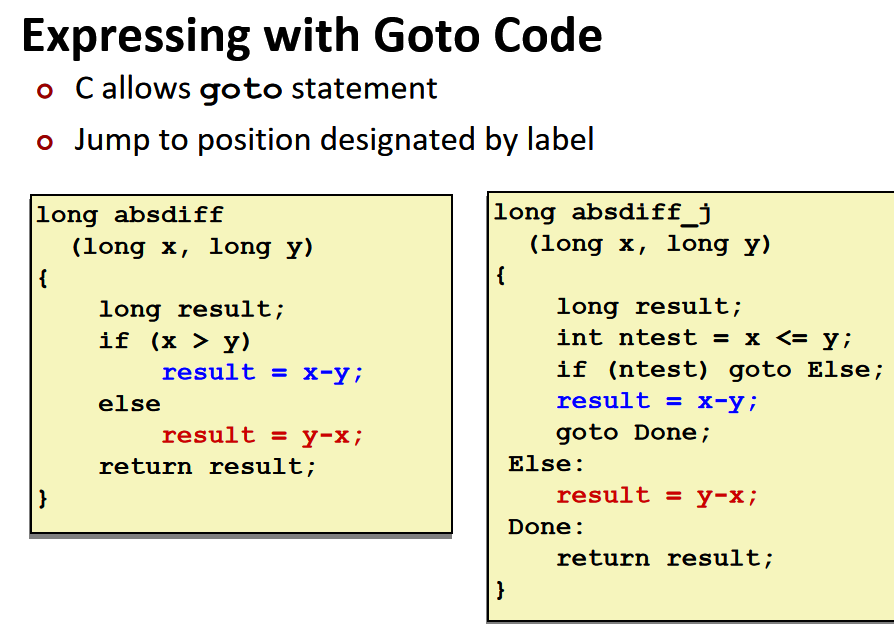 Expressing with Goto Code
C allows goto statement
Jump to position designated by label
long absdiff
(long x, long y)
{
long result;
if (x > y)
result = x-y;
else
result = y-x;
return result;
}
long absdiff_j
(long x, long y)
{
long result;
int ntest = x <= y;
if (ntest) goto Else;
result = x-y;
goto Done;
Else:
result = y-x;
Done:
return result;
}